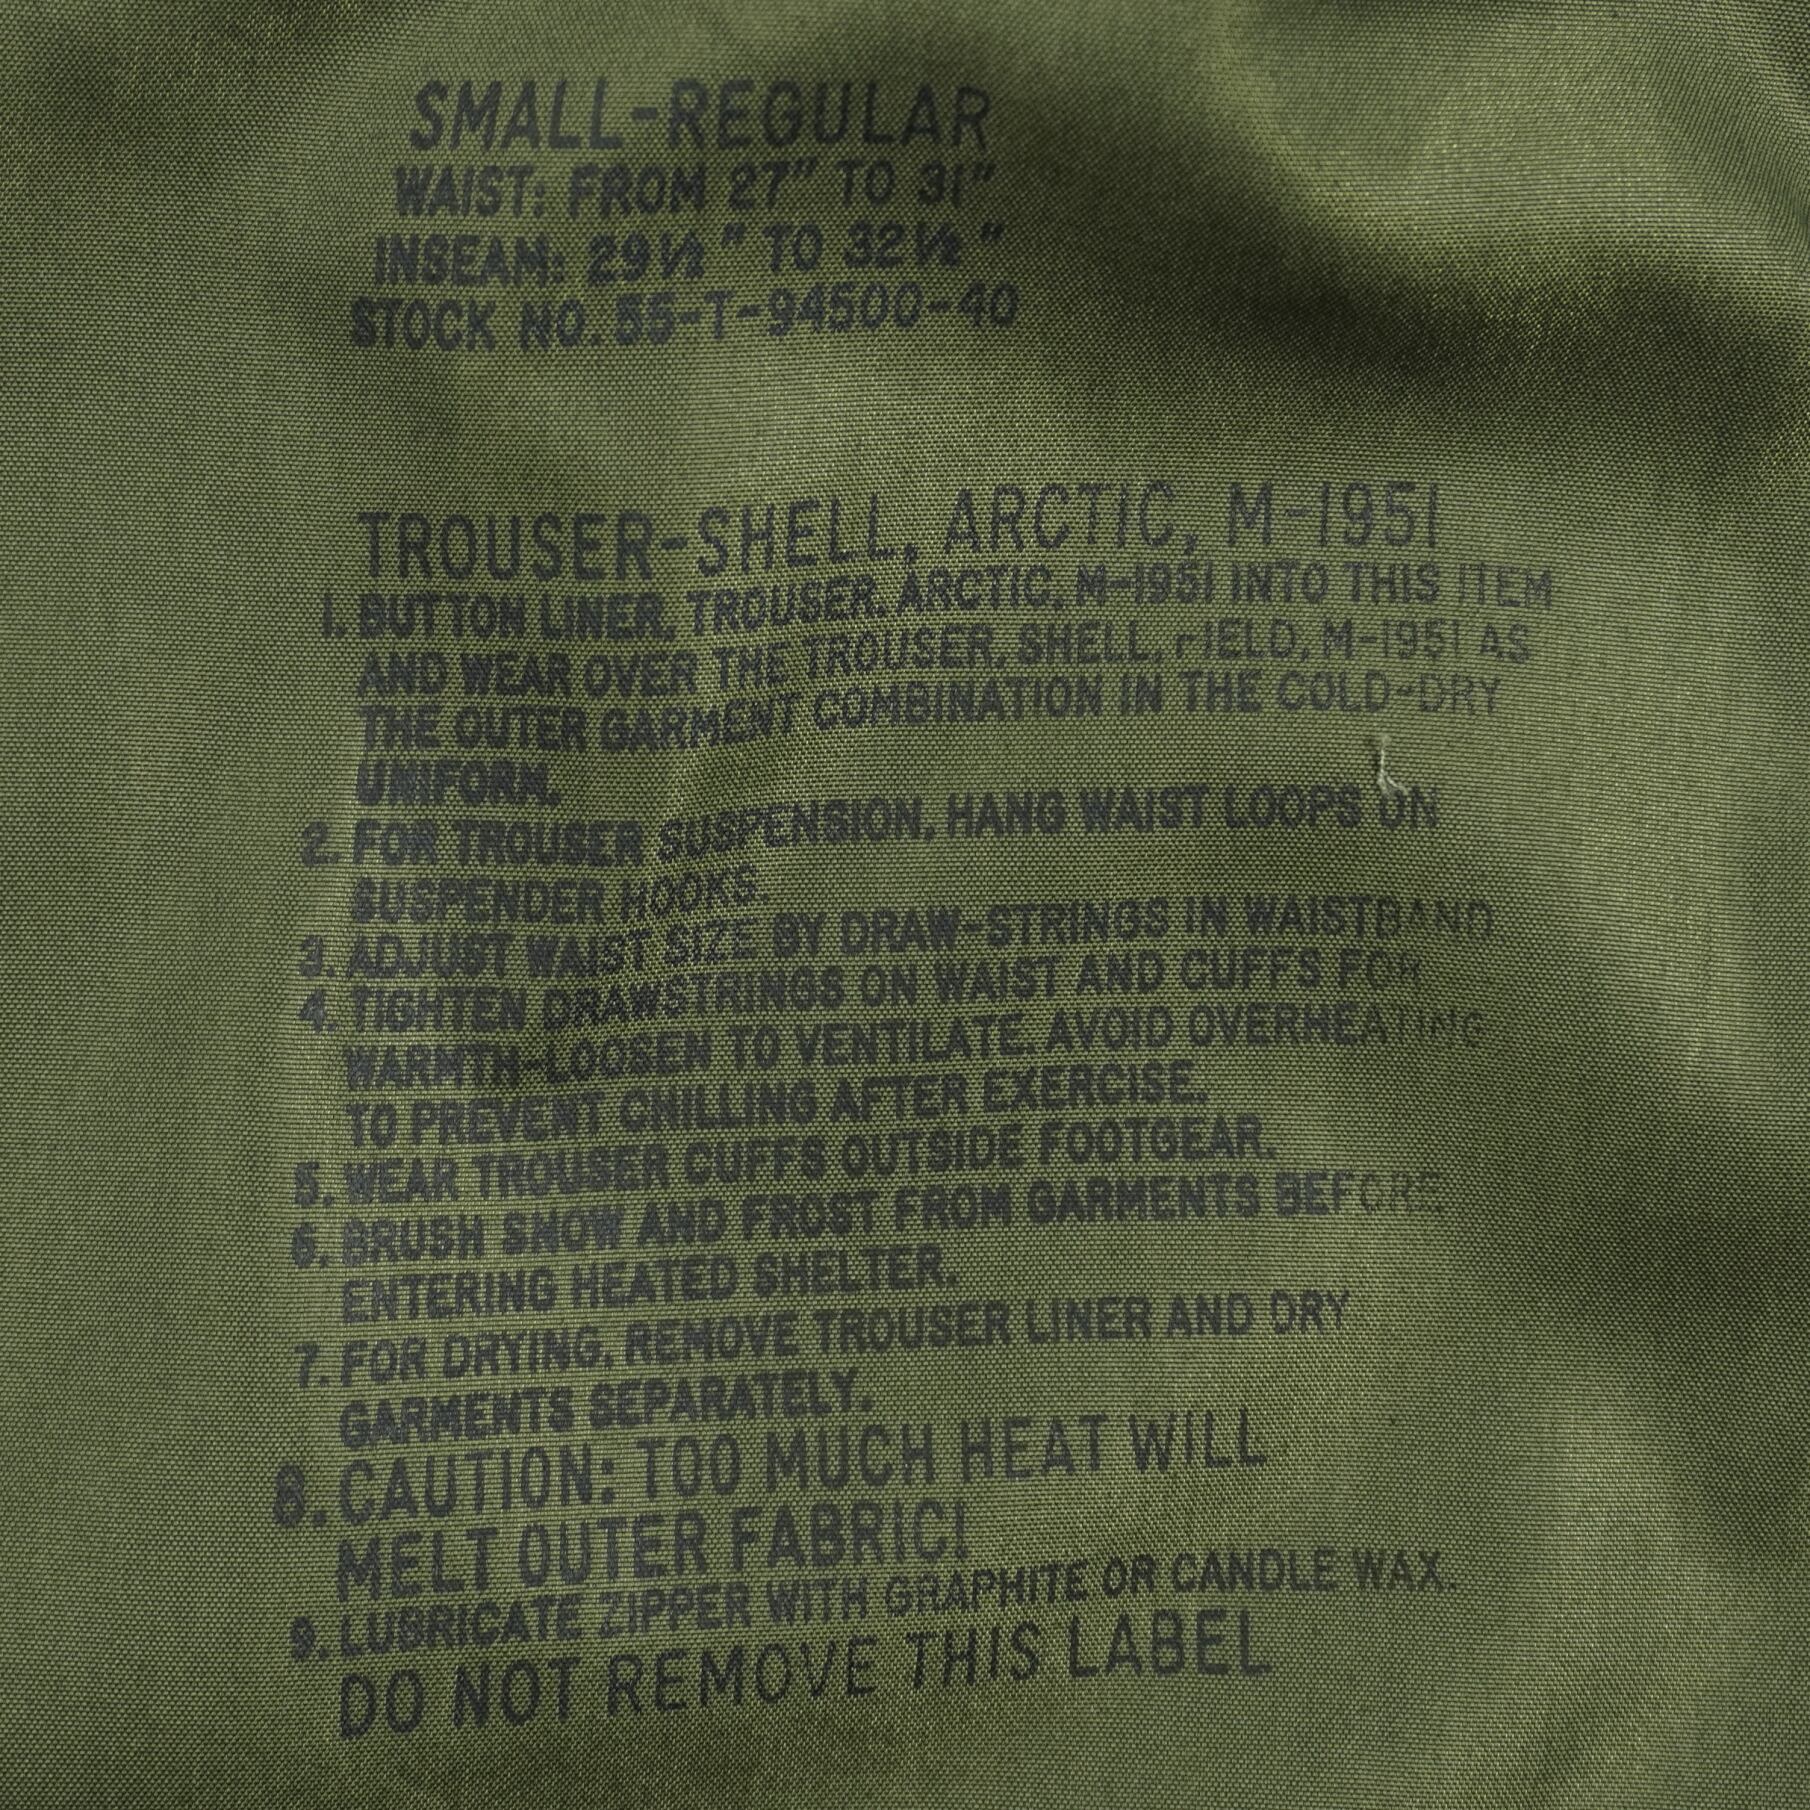 SMALL-REGULAR
WAIST: FROM 27" TO 31"
INSEAM: 29½" TO 32½"
STOCK NO. 55-T-94500-40
TROUSER-SHELL, ARCTIC, M-1951
1. BUTTON LINER, TROUSER, ARCTIC, M-1951 INTO THIS ITEM
AND WEAR OVER THE TROUSER, SHELL, FIELD, M-1951 AS
THE OUTER GARMENT COMBINATION IN THE COLD-DRY
UNIFORM.
2. FOR TROUSER SUSPENSION, HANG WAIST LOOPS ON
SUSPENDER HOOKS.
3. ADJUST WAIST SIZE BY DRAW-STRINGS IN WAISTBAND
4. TIGHTEN DRAWSTRINGS ON WAIST AND CUFFS FOR
WARMTH-LOOSEN TO VENTILATE. AVOID OVERHEATING
TO PREVENT CHILLING AFTER EXERCISE.
5. WEAR TROUSER CUFFS OUTSIDE FOOTGEAR.
6. BRUSH SNOW AND FROST FROM GARMENTS BEFORE
ENTERING HEATED SHELTER.
7. FOR DRYING, REMOVE TROUSER LINER AND DRY
GARMENTS SEPARATELY.
8. CAUTION: TOO MUCH HEAT WILL
MELT OUTER FABRIC!
9. LUBRICATE ZIPPER WITH GRAPHITE OR CANDLE WAX.
DO NOT REMOVE THIS LABEL